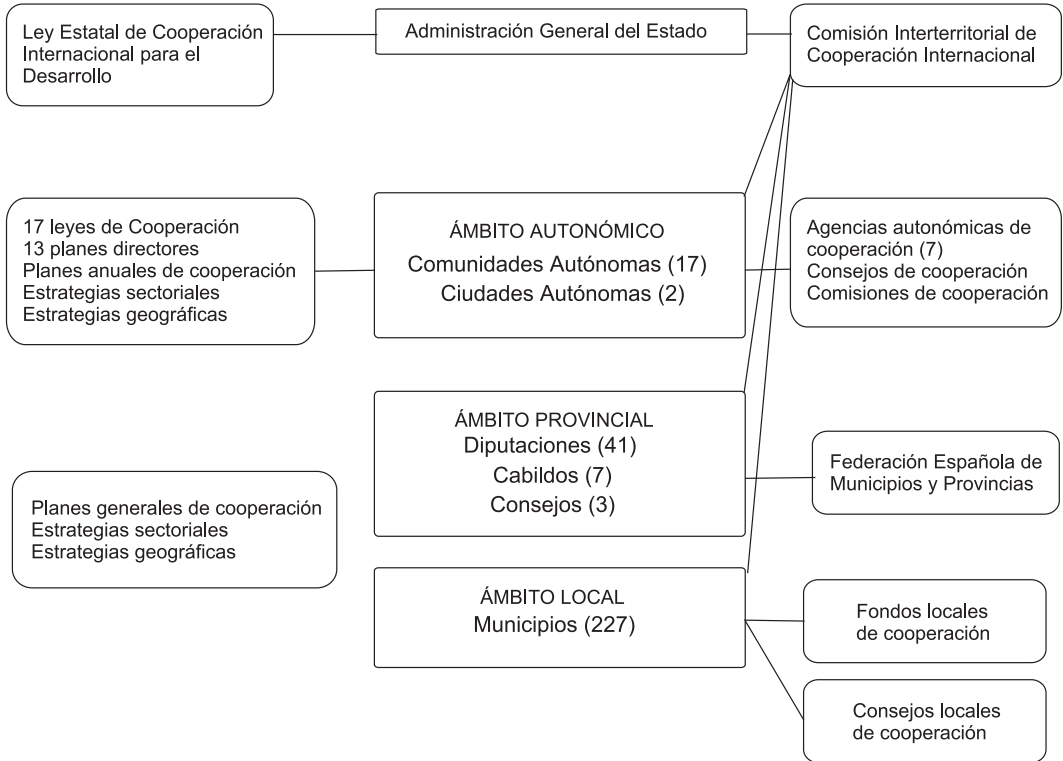 Ley Estatal de Cooperación
Internacional para el
Desarrollo
Administración General del Estado
Comisión Interterritorial de
Cooperación Internacional
17 leyes de Cooperación
13 planes directores
Planes anuales de cooperación
Estrategias sectoriales
Estrategias geográficas
ÁMBITO AUTONÓMICO
Comunidades Autónomas (17)
Ciudades Autónomas (2)
Agencias autonómicas de
cooperación (7)
Consejos de cooperación
Comisiones de cooperación
ÁMBITO PROVINCIAL
Diputaciones (41)
Cabildos (7)
Consejos (3)
Federación Española de
Municipios y Provincias
Planes generales de cooperación
Estrategias sectoriales
Estrategias geográficas
ÁMBITO LOCAL
Municipios (227)
Fondos locales
de cooperación
Consejos locales
de cooperación